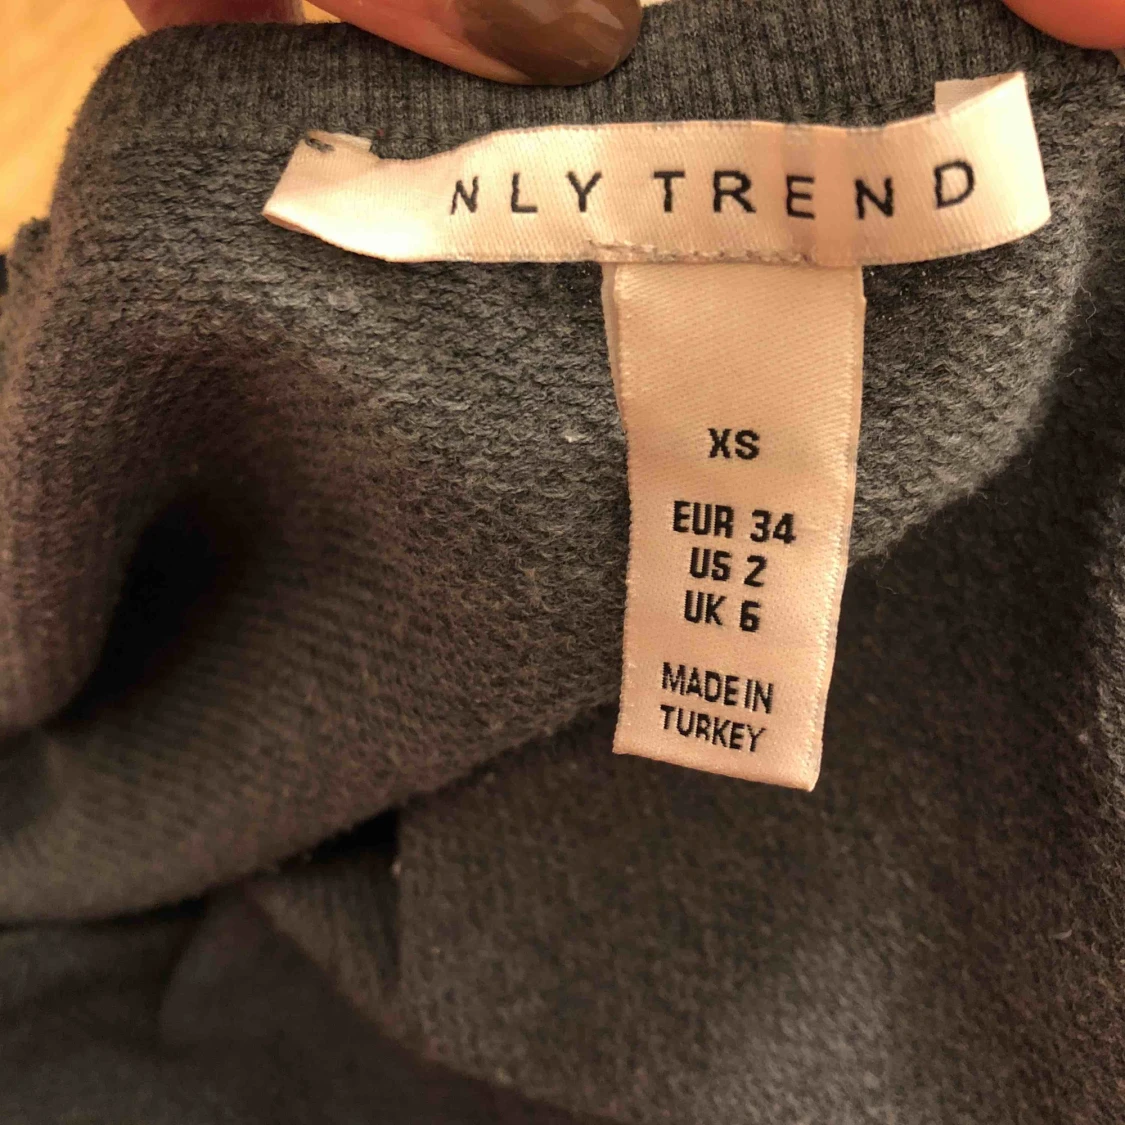 NLY TREND
XS
EUR 34
US 2
UK 6
MADE IN
TURKEY